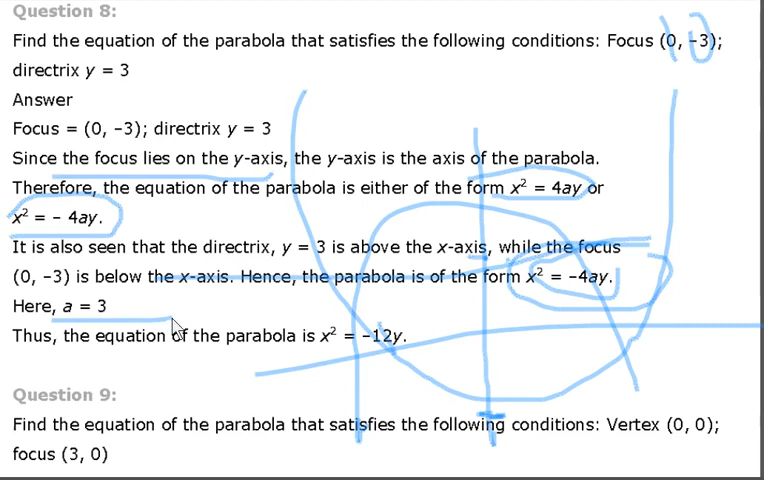 Question 8:
Find the equation of the parabola that satisfies the following conditions: Focus (0, −3);
directrix y = 3
Answer
Focus = (0, −3); directrix y = 3
Since the focus lies on the y-axis, the y-axis is the axis of the parabola.
Therefore, the equation of the parabola is either of the form x² = 4ay or
x² = − 4ay.
It is also seen that the directrix, y = 3 is above the x-axis, while the focus
(0, −3) is below the x-axis. Hence, the parabola is of the form x² = −4ay.
Here, a = 3
Thus, the equation of the parabola is x² = −12y.
Question 9:
Find the equation of the parabola that satisfies the following conditions: Vertex (0, 0);
focus (3, 0)